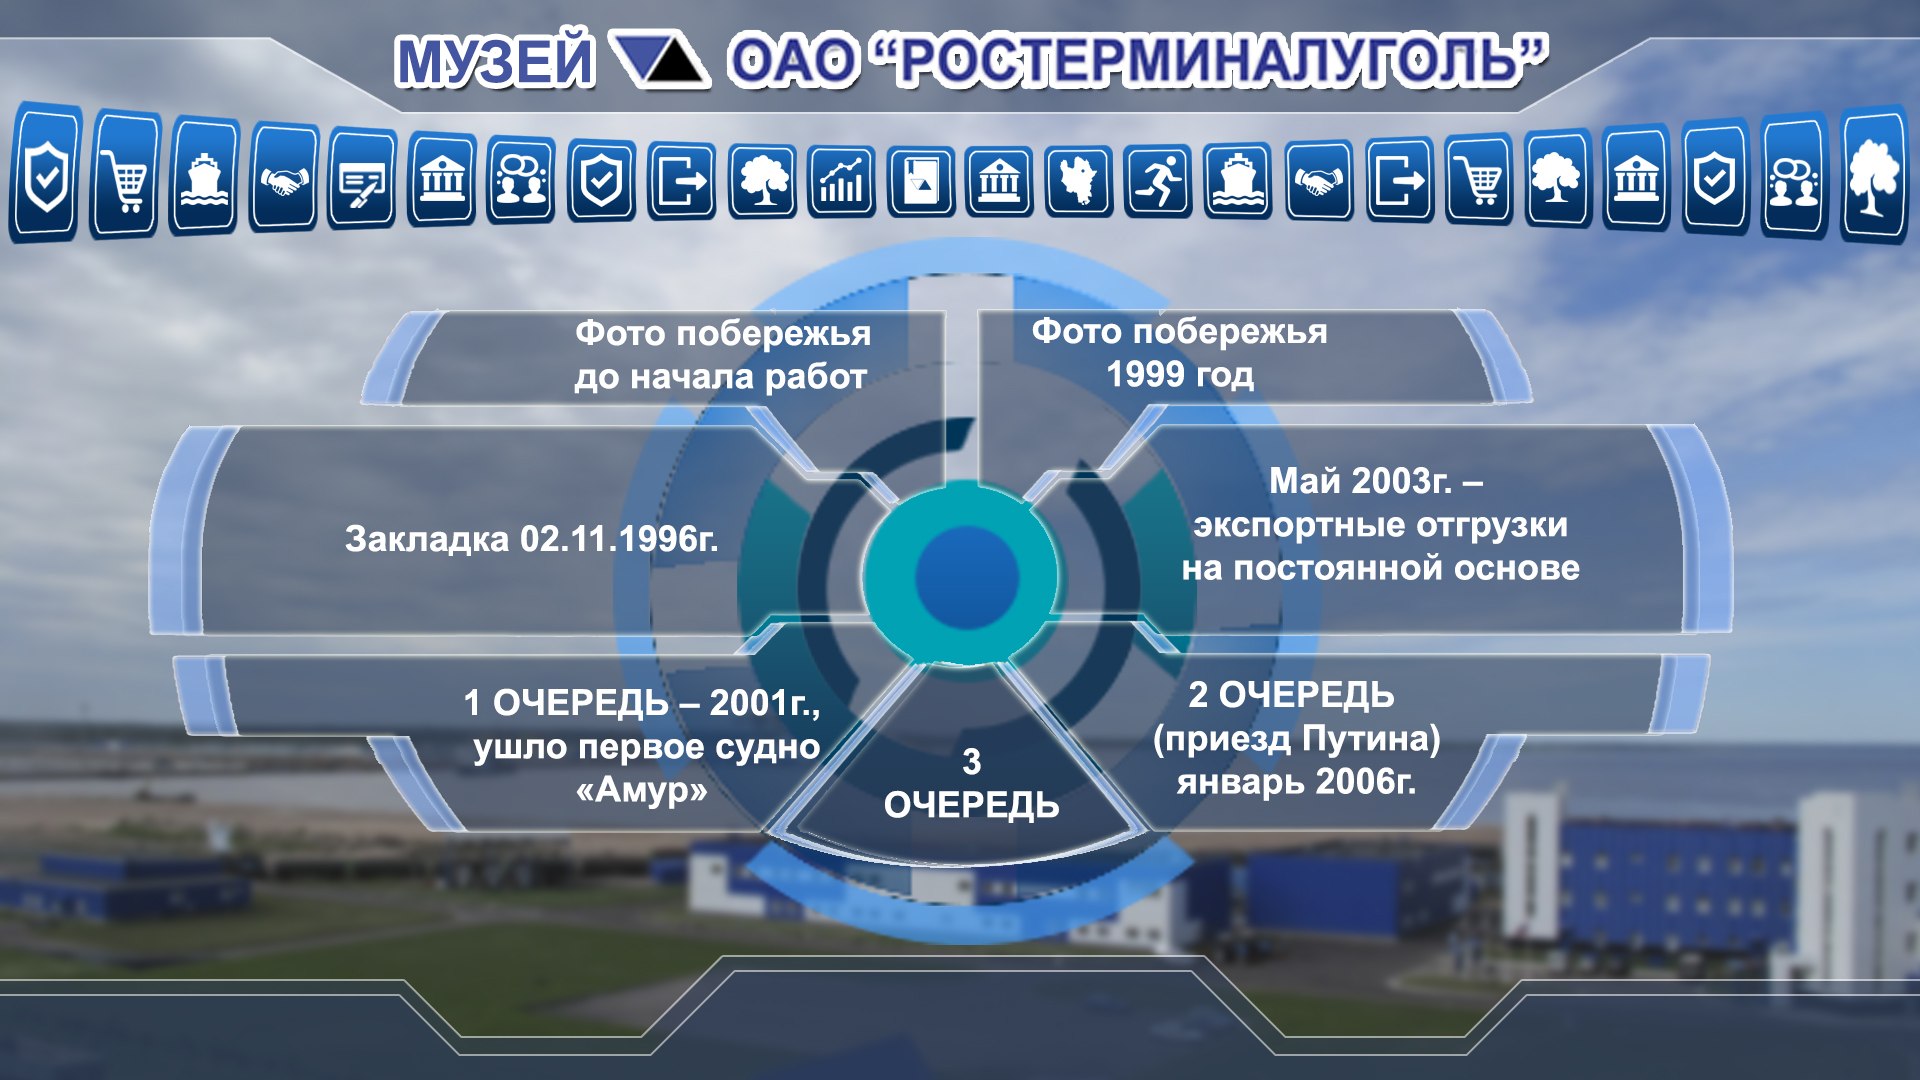 МУЗЕЙ ОАО “РОСТЕРМИНАЛУГОЛЬ”
Фото побережья
до начала работ
Фото побережья
1999 год
Закладка 02.11.1996г.
Май 2003г. –
экспортные отгрузки
на постоянной основе
1 ОЧЕРЕДЬ – 2001г.,
ушло первое судно
«Амур»
3
ОЧЕРЕДЬ
2 ОЧЕРЕДЬ
(приезд Путина)
январь 2006г.